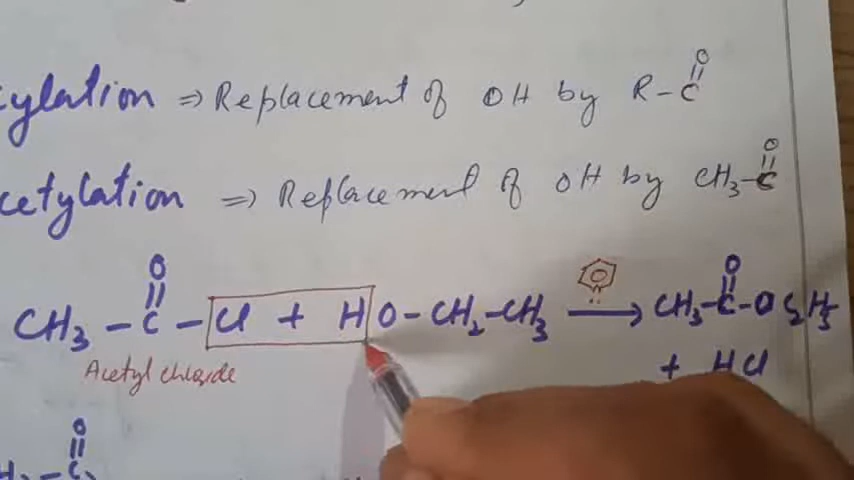 cylation ⇒ Replacement of OH by R-C
O
||
cetylation ⇒ Replacement of OH by CH₃-C
O
||
CH₃ - C - Cl + HO - CH₂-CH₃ → CH₃-C-OC₂H₅
O
||
O
||
Acetyl chloride
+ HCl
O
||
C